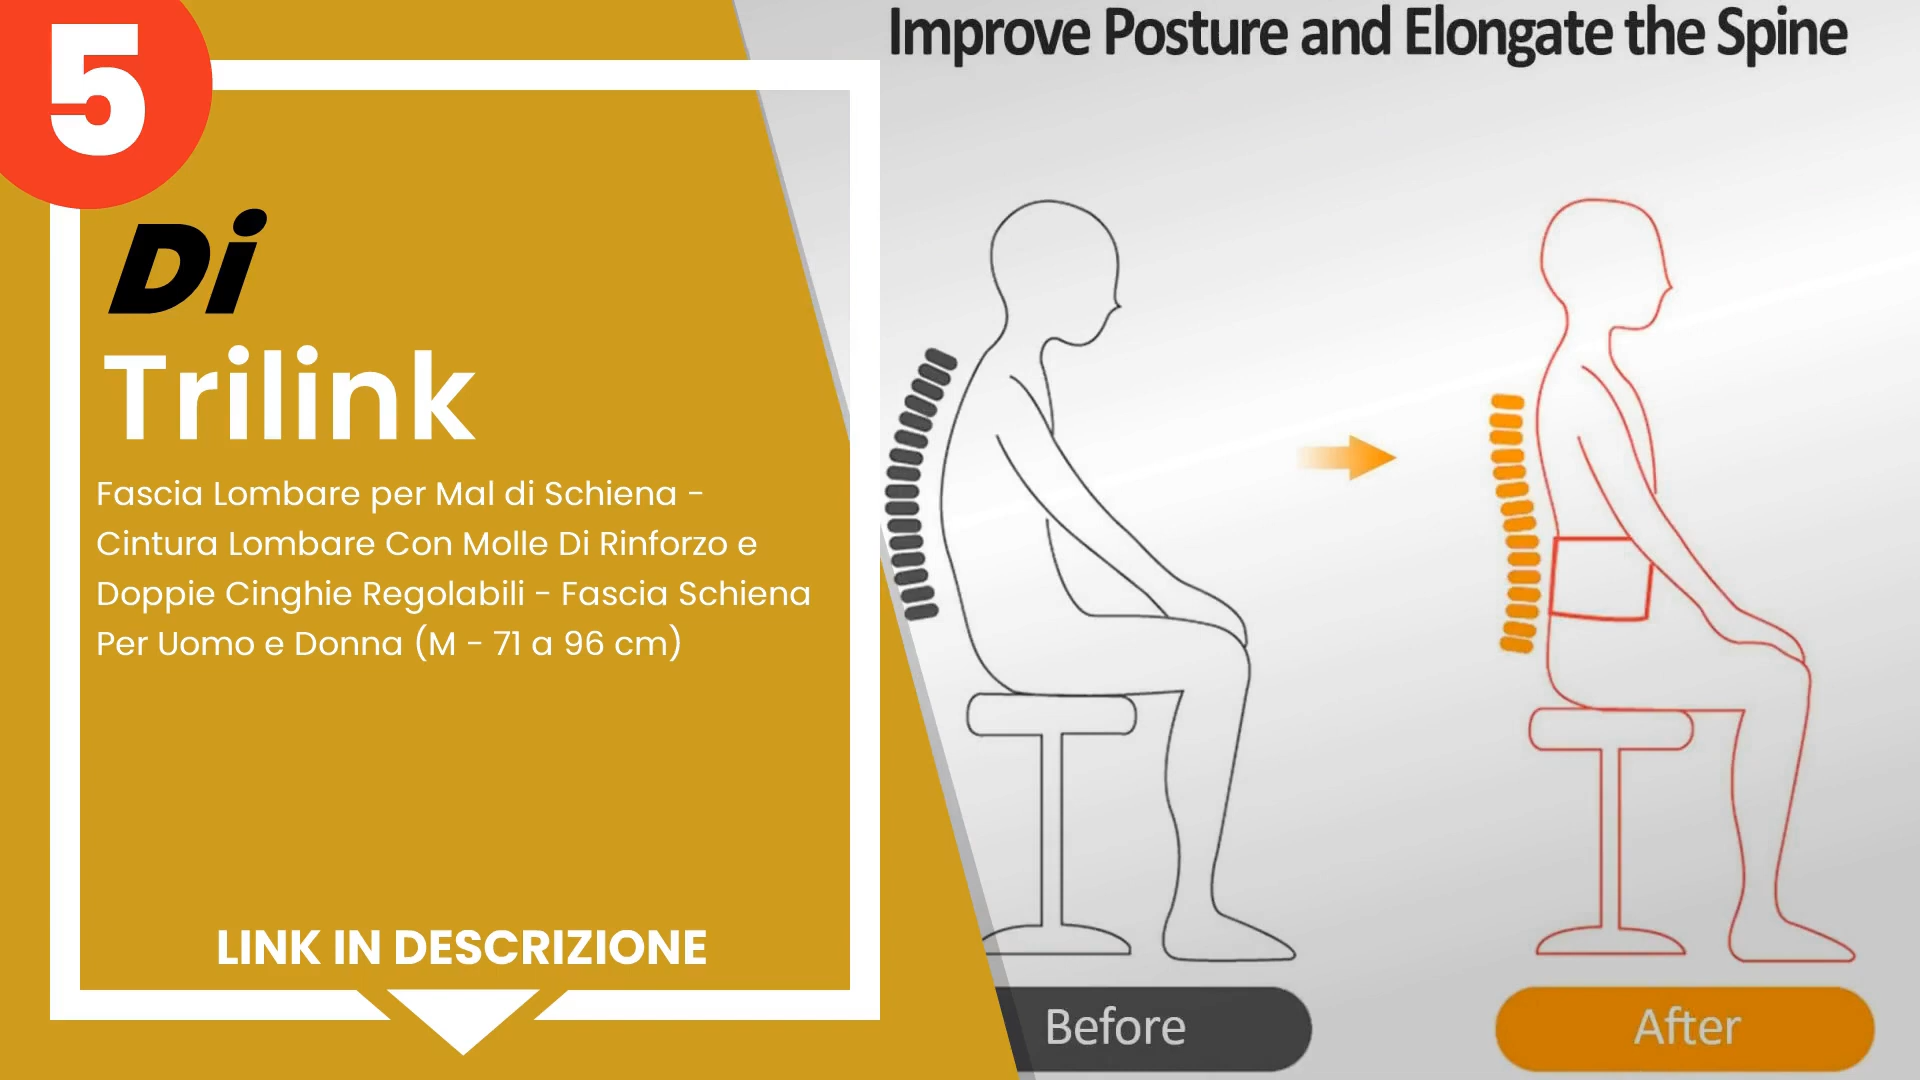 5
Di
Trilink
Fascia Lombare per Mal di Schiena -
Cintura Lombare Con Molle Di Rinforzo e
Doppie Cinghie Regolabili - Fascia Schiena
Per Uomo e Donna (M - 71 a 96 cm)
LINK IN DESCRIZIONE
Improve Posture and Elongate the Spine
Before
After